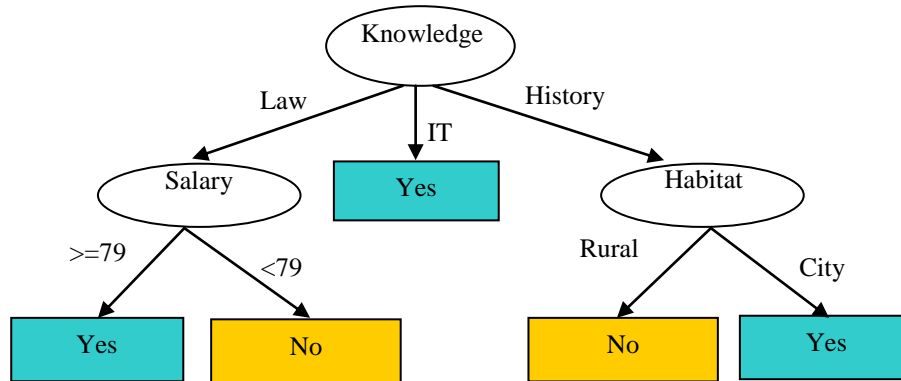 Knowledge
Law
History
IT
Salary
Yes
Habitat
>=79
<79
Rural
City
Yes
No
No
Yes